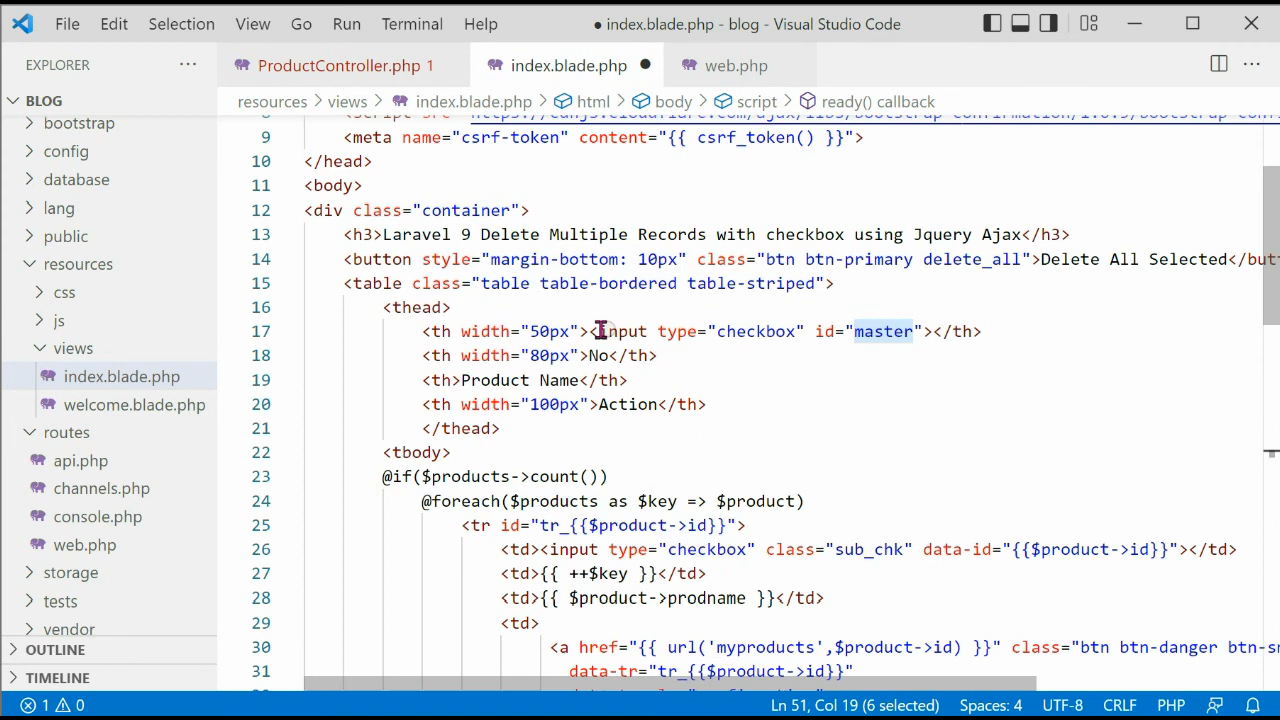 File Edit Selection View Go Run Terminal Help ● index.blade.php - blog - Visual Studio Code
EXPLORER ··· ProductController.php 1 index.blade.php ● web.php ···
BLOG resources > views > index.blade.php > html > body > script > ready() callback
bootstrap
config
database
lang
public
resources
css
js
views
index.blade.php
welcome.blade.php
routes
api.php
channels.php
console.php
web.php
storage
tests
vendor
OUTLINE
TIMELINE
9 <meta name="csrf-token" content="{{ csrf_token() }}">
10 </head>
11 <body>
12 <div class="container">
13 <h3>Laravel 9 Delete Multiple Records with checkbox using Jquery Ajax</h3>
14 <button style="margin-bottom: 10px" class="btn btn-primary delete_all">Delete All Selected</butt
15 <table class="table table-bordered table-striped">
16 <thead>
17 <th width="50px"><input type="checkbox" id="master"></th>
18 <th width="80px">No</th>
19 <th>Product Name</th>
20 <th width="100px">Action</th>
21 </thead>
22 <tbody>
23 @if($products->count())
24 @foreach($products as $key => $product)
25 <tr id="tr_{{$product->id}}">
26 <td><input type="checkbox" class="sub_chk" data-id="{{$product->id}}"></td>
27 <td>{{ ++$key }}</td>
28 <td>{{ $product->prodname }}</td>
29 <td>
30 <a href="{{ url('myproducts',$product->id) }}" class="btn btn-danger btn-sm
31 data-tr="tr_{{$product->id}}"
1 0 Ln 51, Col 19 (6 selected) Spaces: 4 UTF-8 CRLF PHP